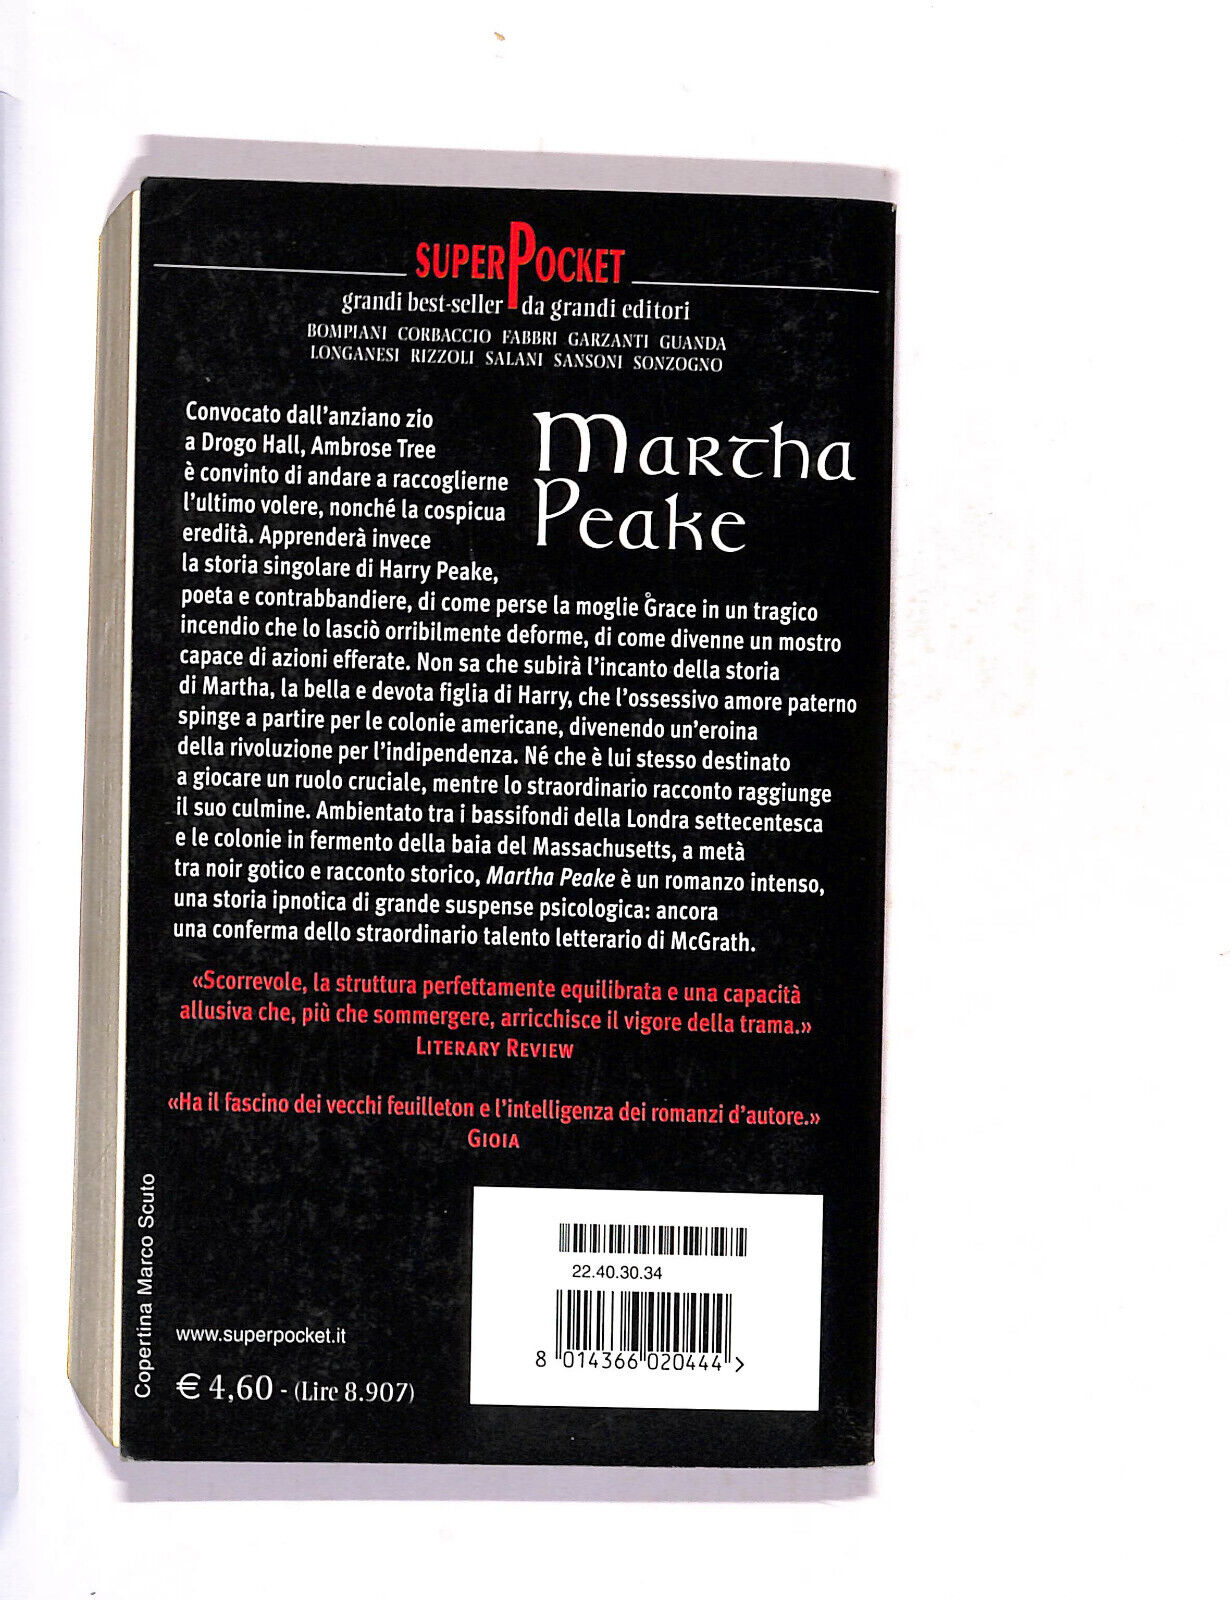 SUPERPOCKET
grandi best-seller da grandi editori
BOMPIANI CORBACCIO FABBRI GARZANTI GUANDA
LONGANESI RIZZOLI SALANI SANSONI SONZOGNO
Martha
Peake
Convocato dall'anziano zio
a Drogo Hall, Ambrose Tree
è convinto di andare a raccoglierne
l'ultimo volere, nonché la cospicua
eredità. Apprenderà invece
la storia singolare di Harry Peake,
poeta e contrabbandiere, di come perse la moglie Grace in un tragico
incendio che lo lasciò orribilmente deforme, di come divenne un mostro
capace di azioni efferate. Non sa che subirà l'incanto della storia
di Martha, la bella e devota figlia di Harry, che l'ossessivo amore paterno
spinge a partire per le colonie americane, divenendo un'eroina
della rivoluzione per l'indipendenza. Né che è lui stesso destinato
a giocare un ruolo cruciale, mentre lo straordinario racconto raggiunge
il suo culmine. Ambientato tra i bassifondi della Londra settecentesca
e le colonie in fermento della baia del Massachusetts, a metà
tra noir gotico e racconto storico, Martha Peake è un romanzo intenso,
una storia ipnotica di grande suspense psicologica: ancora
una conferma dello straordinario talento letterario di McGrath.
«Scorrevole, la struttura perfettamente equilibrata e una capacità
allusiva che, più che sommergere, arricchisce il vigore della trama.»
LITERARY REVIEW
«Ha il fascino dei vecchi feuilleton e l'intelligenza dei romanzi d'autore.»
GIOIA
Copertina Marco Scuto
www.superpocket.it
€ 4,60 - (Lire 8.907)
22.40.30.34
8 014366 020444 >